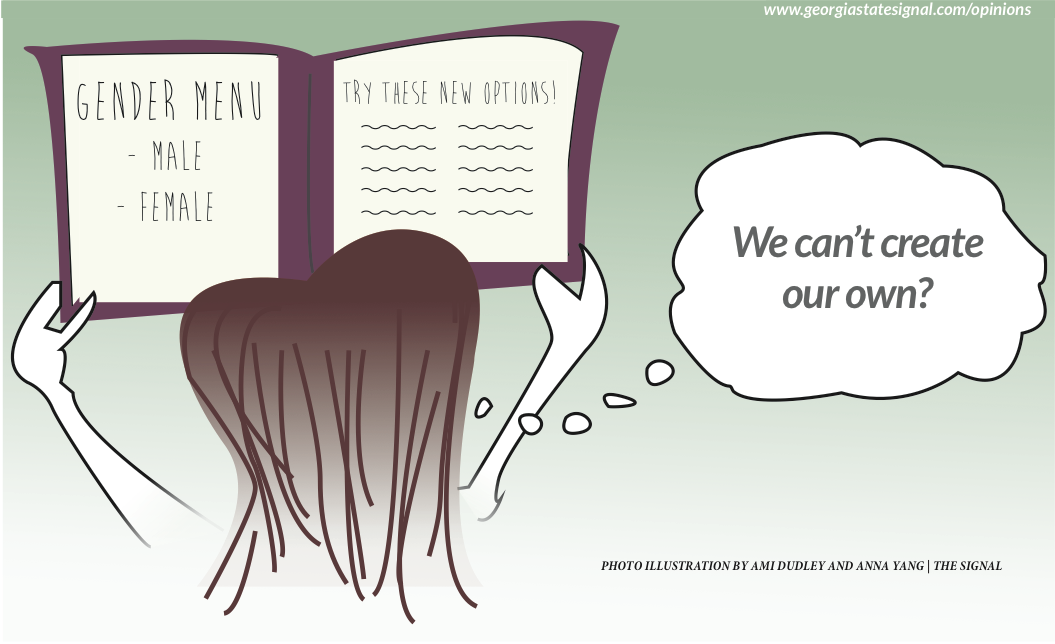 www.georgiastatesignal.com/opinions
GENDER MENU
- MALE
- FEMALE
TRY THESE NEW OPTIONS!
We can't create
our own?
PHOTO ILLUSTRATION BY AMI DUDLEY AND ANNA YANG | THE SIGNAL